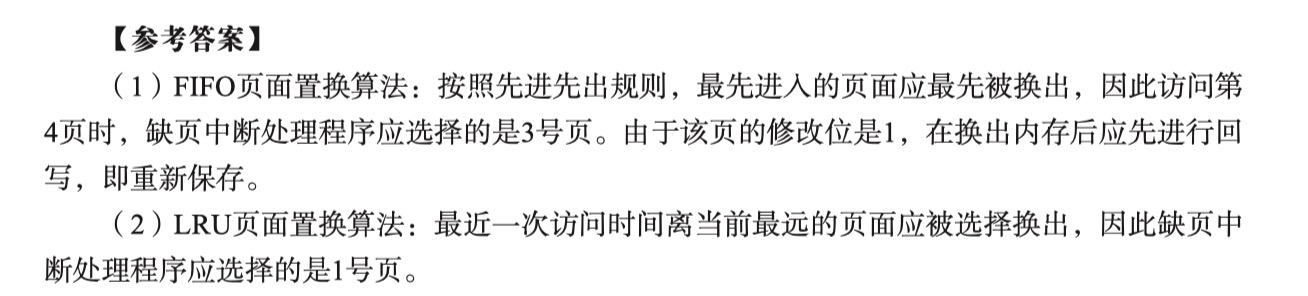 【参考答案】
（1）FIFO页面置换算法：按照先进先出规则，最先进入的页面应最先被换出，因此访问第
4页时，缺页中断处理程序应选择的是3号页。由于该页的修改位是1，在换出内存后应先进行回
写，即重新保存。
（2）LRU页面置换算法：最近一次访问时间离当前最远的页面应被选择换出，因此缺页中
断处理程序应选择的是1号页。